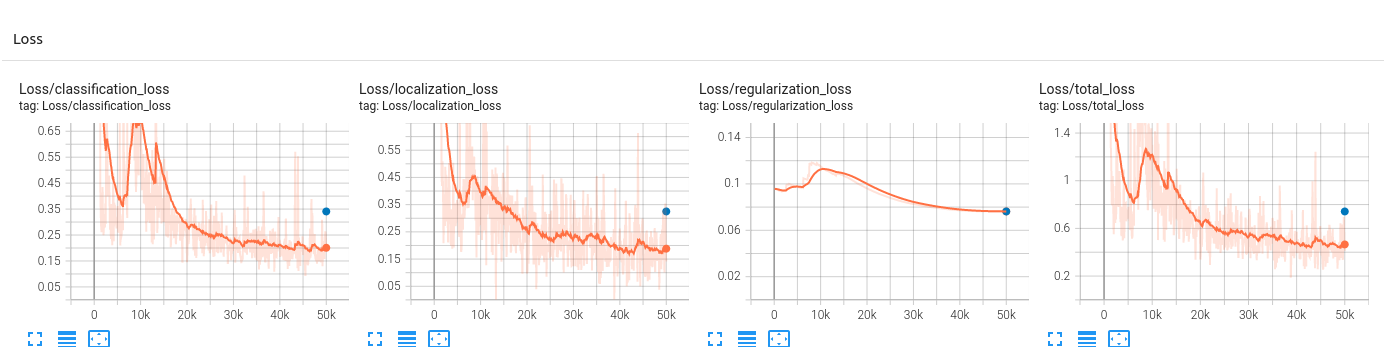 Loss
Loss/classification_loss
tag: Loss/classification_loss
0.65
0.55
0.45
0.35
0.25
0.15
0.05
0
10k
20k
30k
40k
50k
Loss/localization_loss
tag: Loss/localization_loss
0.55
0.45
0.35
0.25
0.15
0.05
0
10k
20k
30k
40k
50k
Loss/regularization_loss
tag: Loss/regularization_loss
0.14
0.1
0.06
0.02
0
10k
20k
30k
40k
50k
Loss/total_loss
tag: Loss/total_loss
1.4
1
0.6
0.2
0
10k
20k
30k
40k
50k